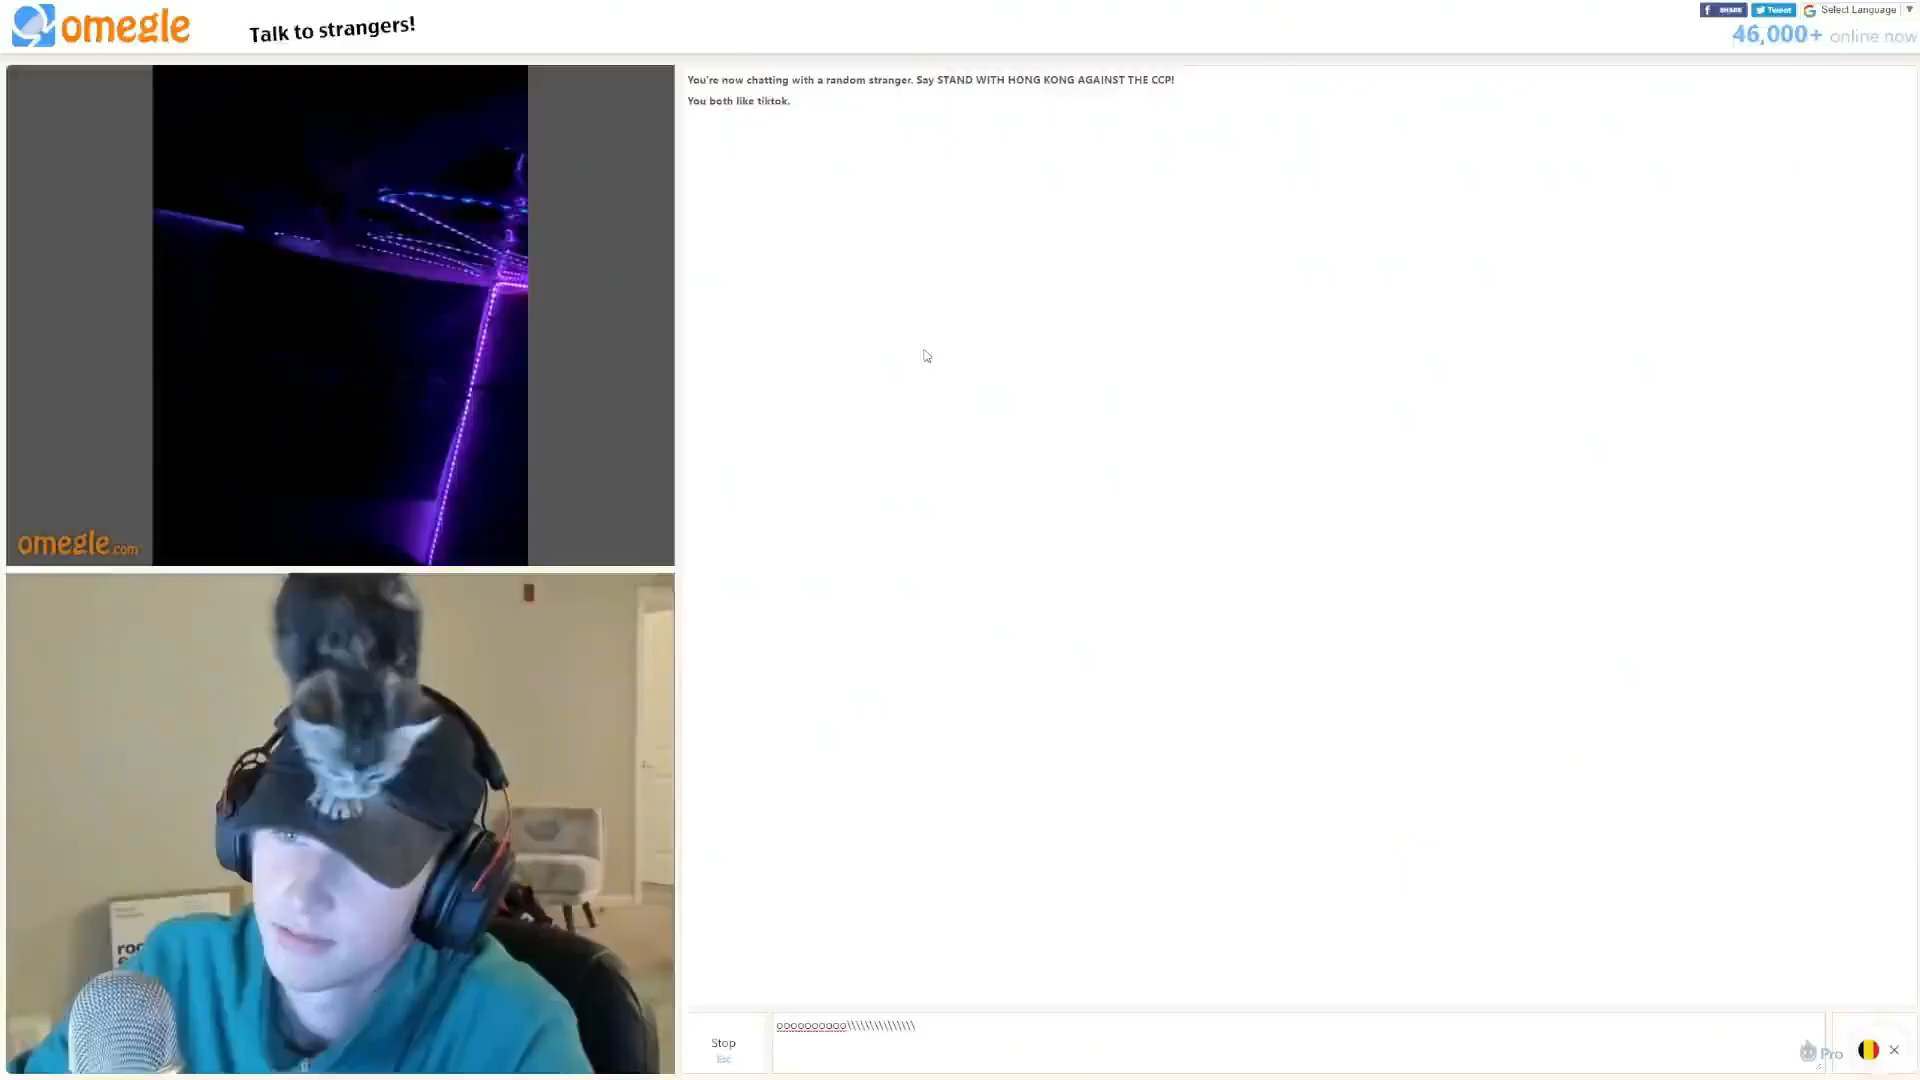 omegle
Talk to strangers!
SHARE
Tweet
Select Language
46,000+ online now
You're now chatting with a random stranger. Say STAND WITH HONG KONG AGAINST THE CCP!
You both like tiktok.
omegle.com
Stop
Esc
oooooooooo\\\\\\\\\\\\\\\
Pro